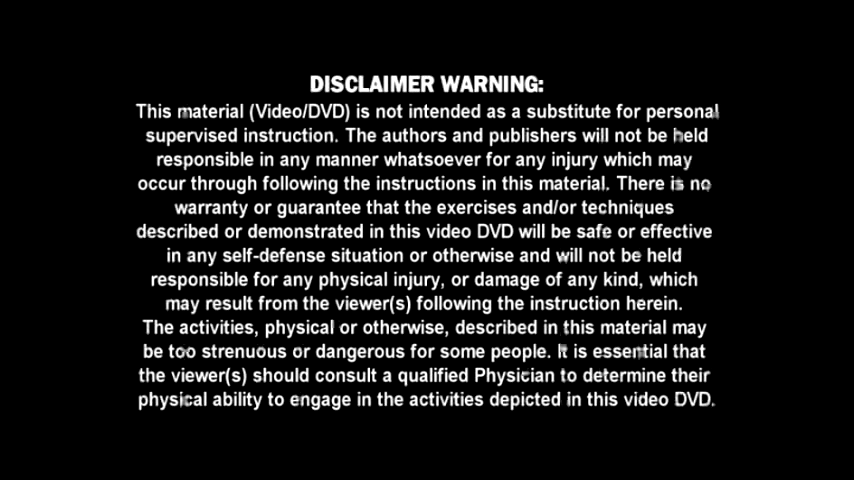 DISCLAIMER WARNING:
This material (Video/DVD) is not intended as a substitute for personal
supervised instruction. The authors and publishers will not be held
responsible in any manner whatsoever for any injury which may
occur through following the instructions in this material. There is no
warranty or guarantee that the exercises and/or techniques
described or demonstrated in this video DVD will be safe or effective
in any self-defense situation or otherwise and will not be held
responsible for any physical injury, or damage of any kind, which
may result from the viewer(s) following the instruction herein.
The activities, physical or otherwise, described in this material may
be too strenuous or dangerous for some people. It is essential that
the viewer(s) should consult a qualified Physician to determine their
physical ability to engage in the activities depicted in this video DVD.